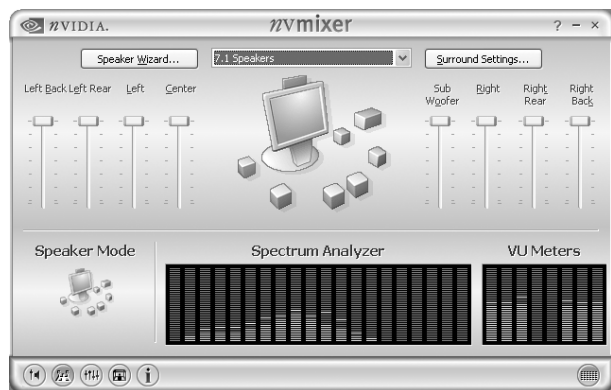 nVIDIA.
nvmixer
? – ×
Speaker Wizard...
7.1 Speakers
Surround Settings...
Left Back
Left Rear
Left
Center
Sub Woofer
Right
Right Rear
Right Back
Speaker Mode
Spectrum Analyzer
VU Meters
i